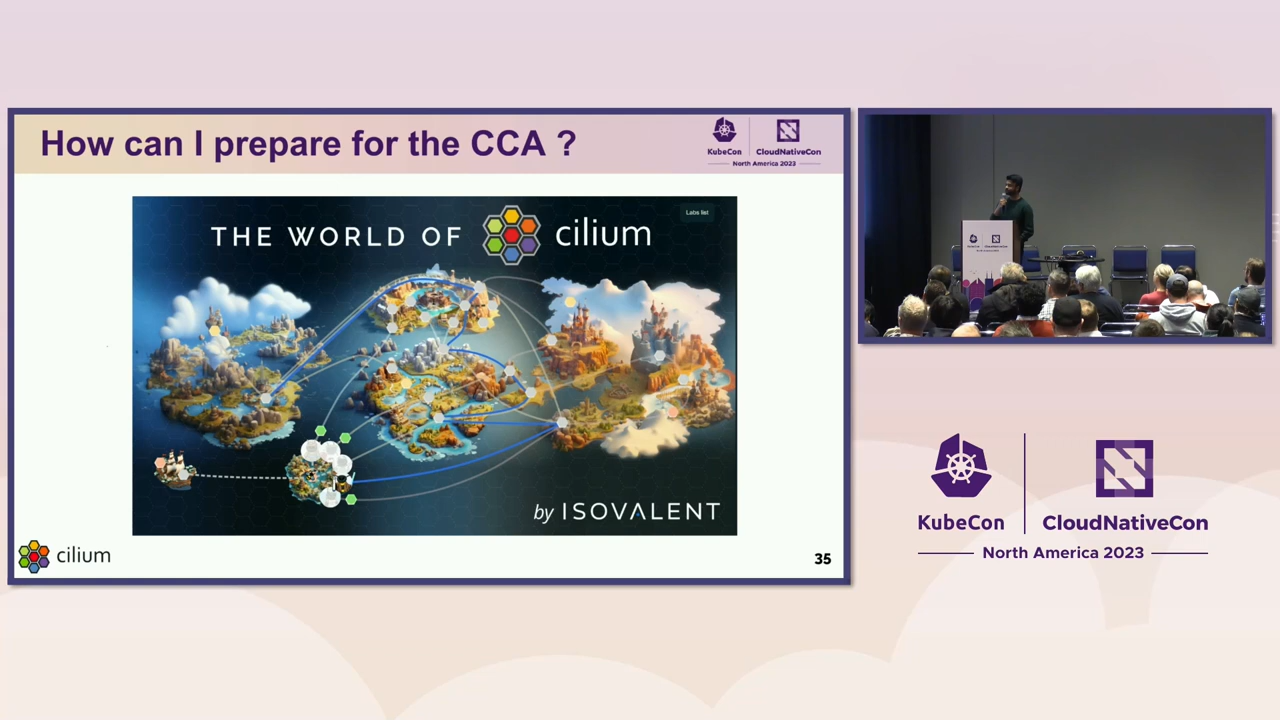 How can I prepare for the CCA ?
KubeCon
CloudNativeCon
North America 2023
Labs list
THE WORLD OF cilium
by ISOVALENT
cilium
35
KubeCon
CloudNativeCon
North America 2023